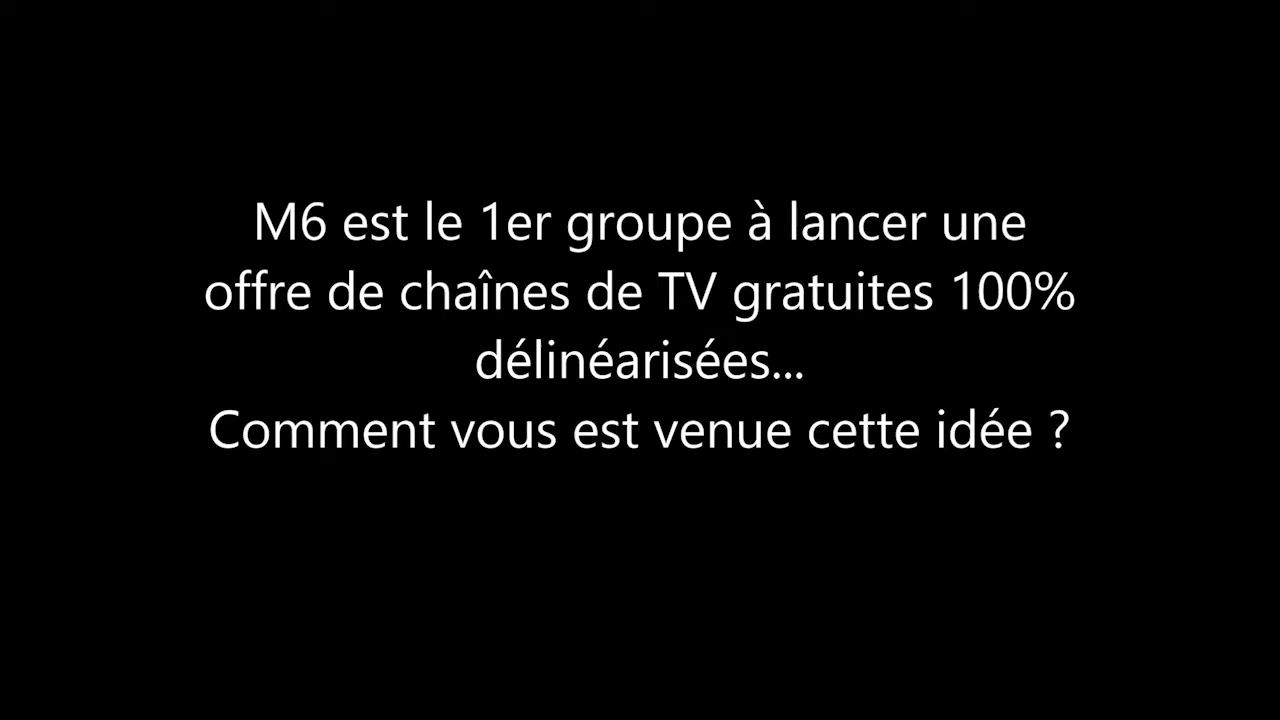 M6 est le 1er groupe à lancer une
offre de chaînes de TV gratuites 100%
délinéarisées...
Comment vous est venue cette idée ?